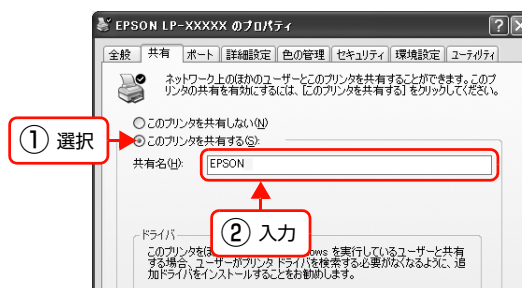 EPSON LP-XXXXX のプロパティ
全般 共有 ポート 詳細設定 色の管理 セキュリティ 環境設定 ユーティリティ
ネットワーク上のほかのユーザーとこのプリンタを共有することができます。このプ
リンタの共有を有効にするには、[このプリンタを共有する] をクリックしてください。
このプリンタを共有しない(N)
① 選択
このプリンタを共有する(S):
共有名(H): EPSON
② 入力
ドライバ
このプリンタをほ ows を実行しているユーザーと共有
する場合、ユーザーがプリンタ ドライバを検索する必要がなくなるように、追
加ドライバをインストールすることをお勧めします。